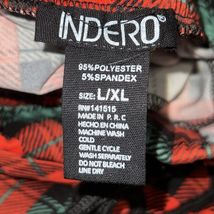 INDERO
95% POLYESTER
5% SPANDEX
SIZE: L/XL
RN#141515
MADE IN P. R. C
HECHO EN CHINA
MACHINE WASH
COLD
GENTLE CYCLE
WASH SEPARATELY
DO NOT BLEACH
LINE DRY